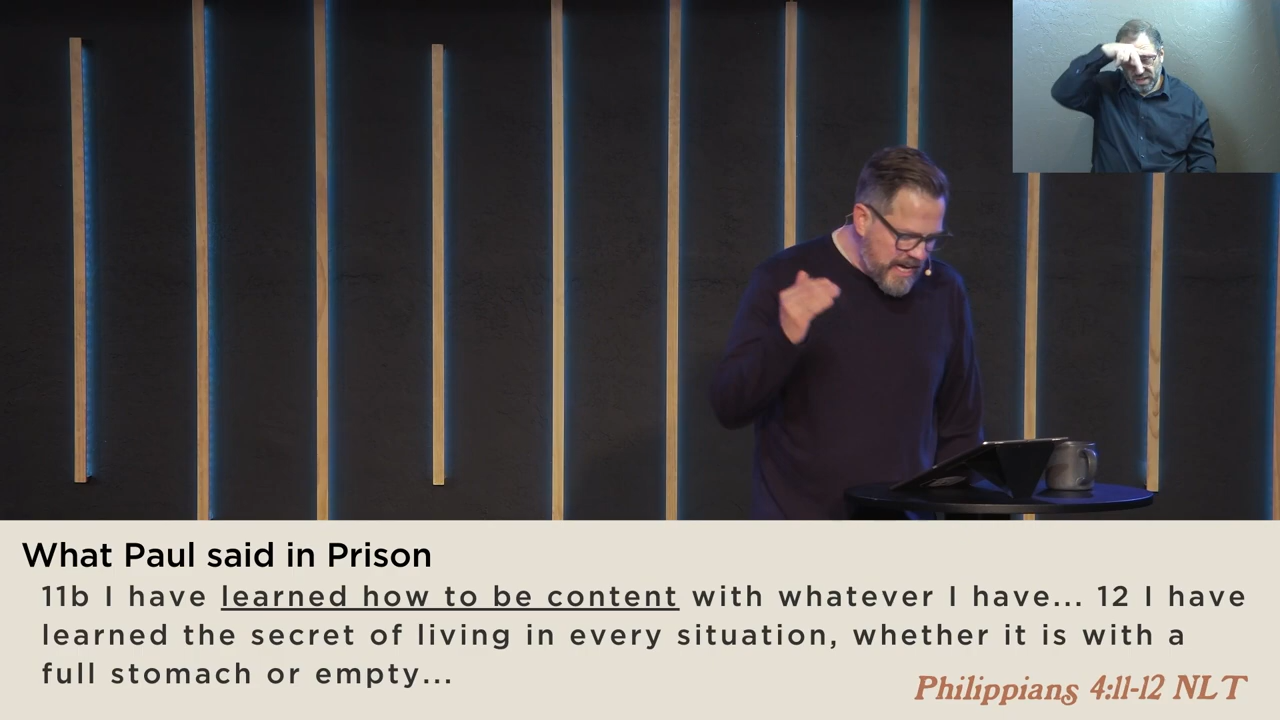 What Paul said in Prison
11b I have learned how to be content with whatever I have... 12 I have
learned the secret of living in every situation, whether it is with a
full stomach or empty...
Philippians 4:11-12 NLT